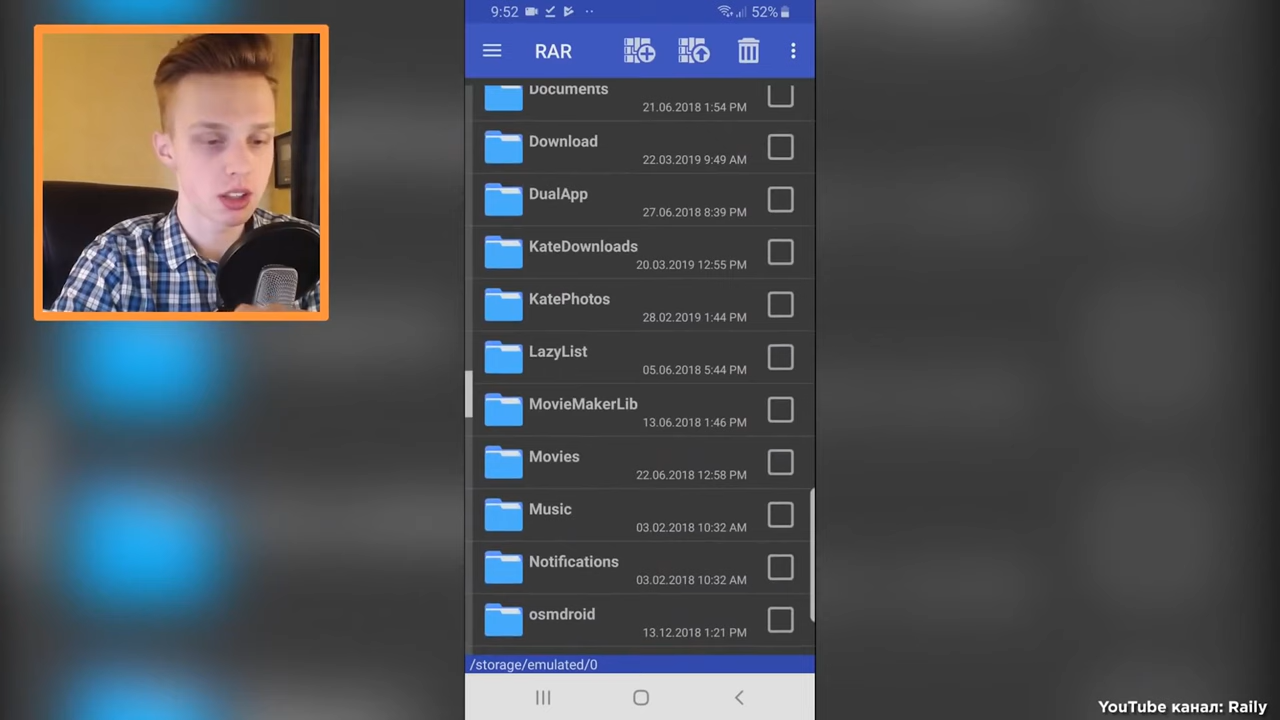 9:52 52%
RAR
Documents
21.06.2018 1:54 PM
Download
22.03.2019 9:49 AM
DualApp
27.06.2018 8:39 PM
KateDownloads
20.03.2019 12:55 PM
KatePhotos
28.02.2019 1:44 PM
LazyList
05.06.2018 5:44 PM
MovieMakerLib
13.06.2018 1:46 PM
Movies
22.06.2018 12:58 PM
Music
03.02.2018 10:32 AM
Notifications
03.02.2018 10:32 AM
osmdroid
13.12.2018 1:21 PM
/storage/emulated/0
YouTube канал: Raily